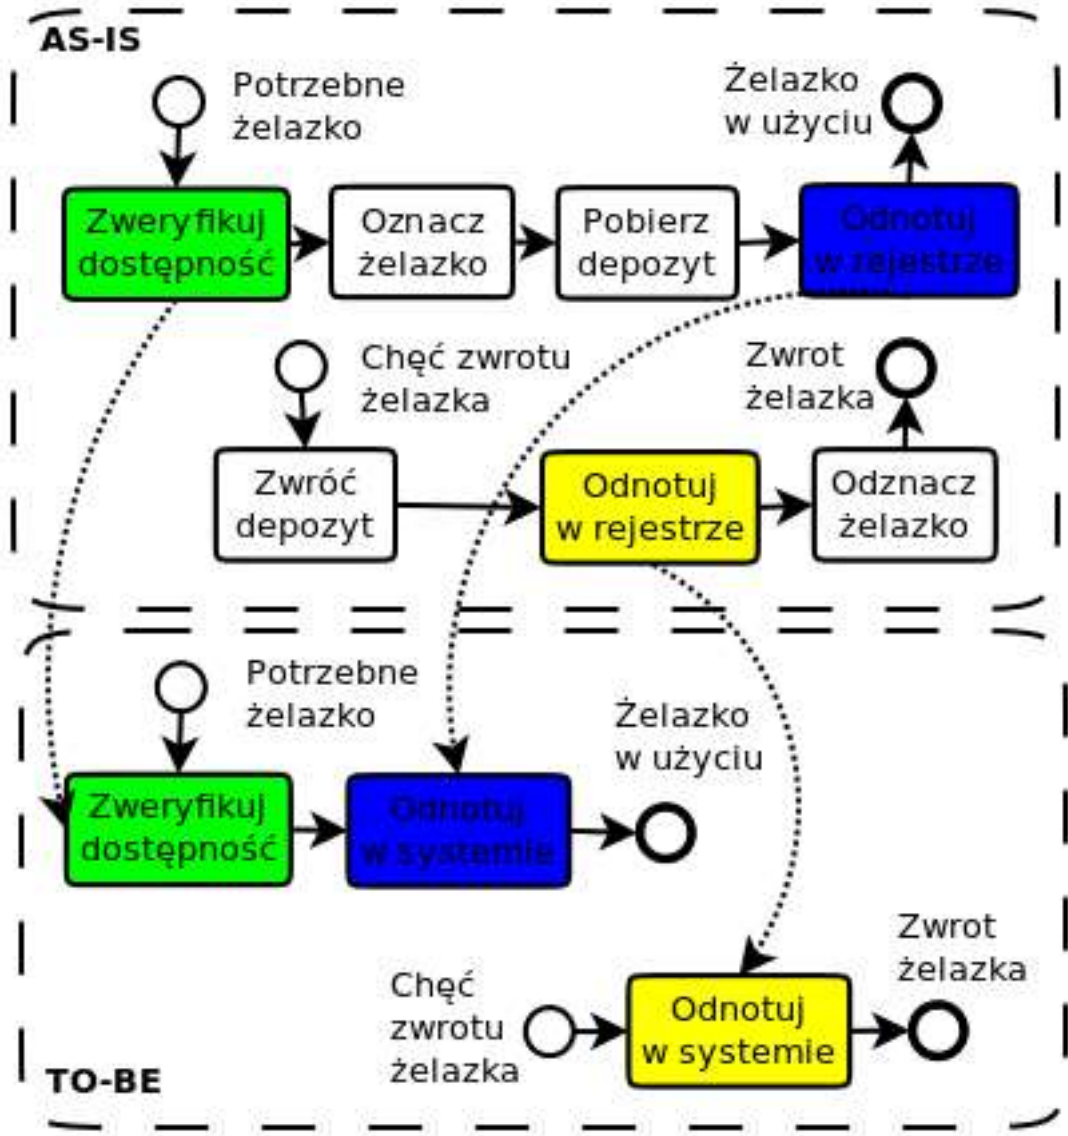 AS-IS
Potrzebne
żelazko
Żelazko
w użyciu
Zweryfikuj
dostępność
Oznacz
żelazko
Pobierz
depozyt
Odnotuj
w rejestrze
Chęć zwrotu
żelazka
Zwrot
żelazka
Zwróć
depozyt
Odnotuj
w rejestrze
Odznacz
żelazko
Potrzebne
żelazko
Żelazko
w użyciu
Zweryfikuj
dostępność
Odnotuj
w systemie
Zwrot
żelazka
Chęć
zwrotu
żelazka
Odnotuj
w systemie
TO-BE